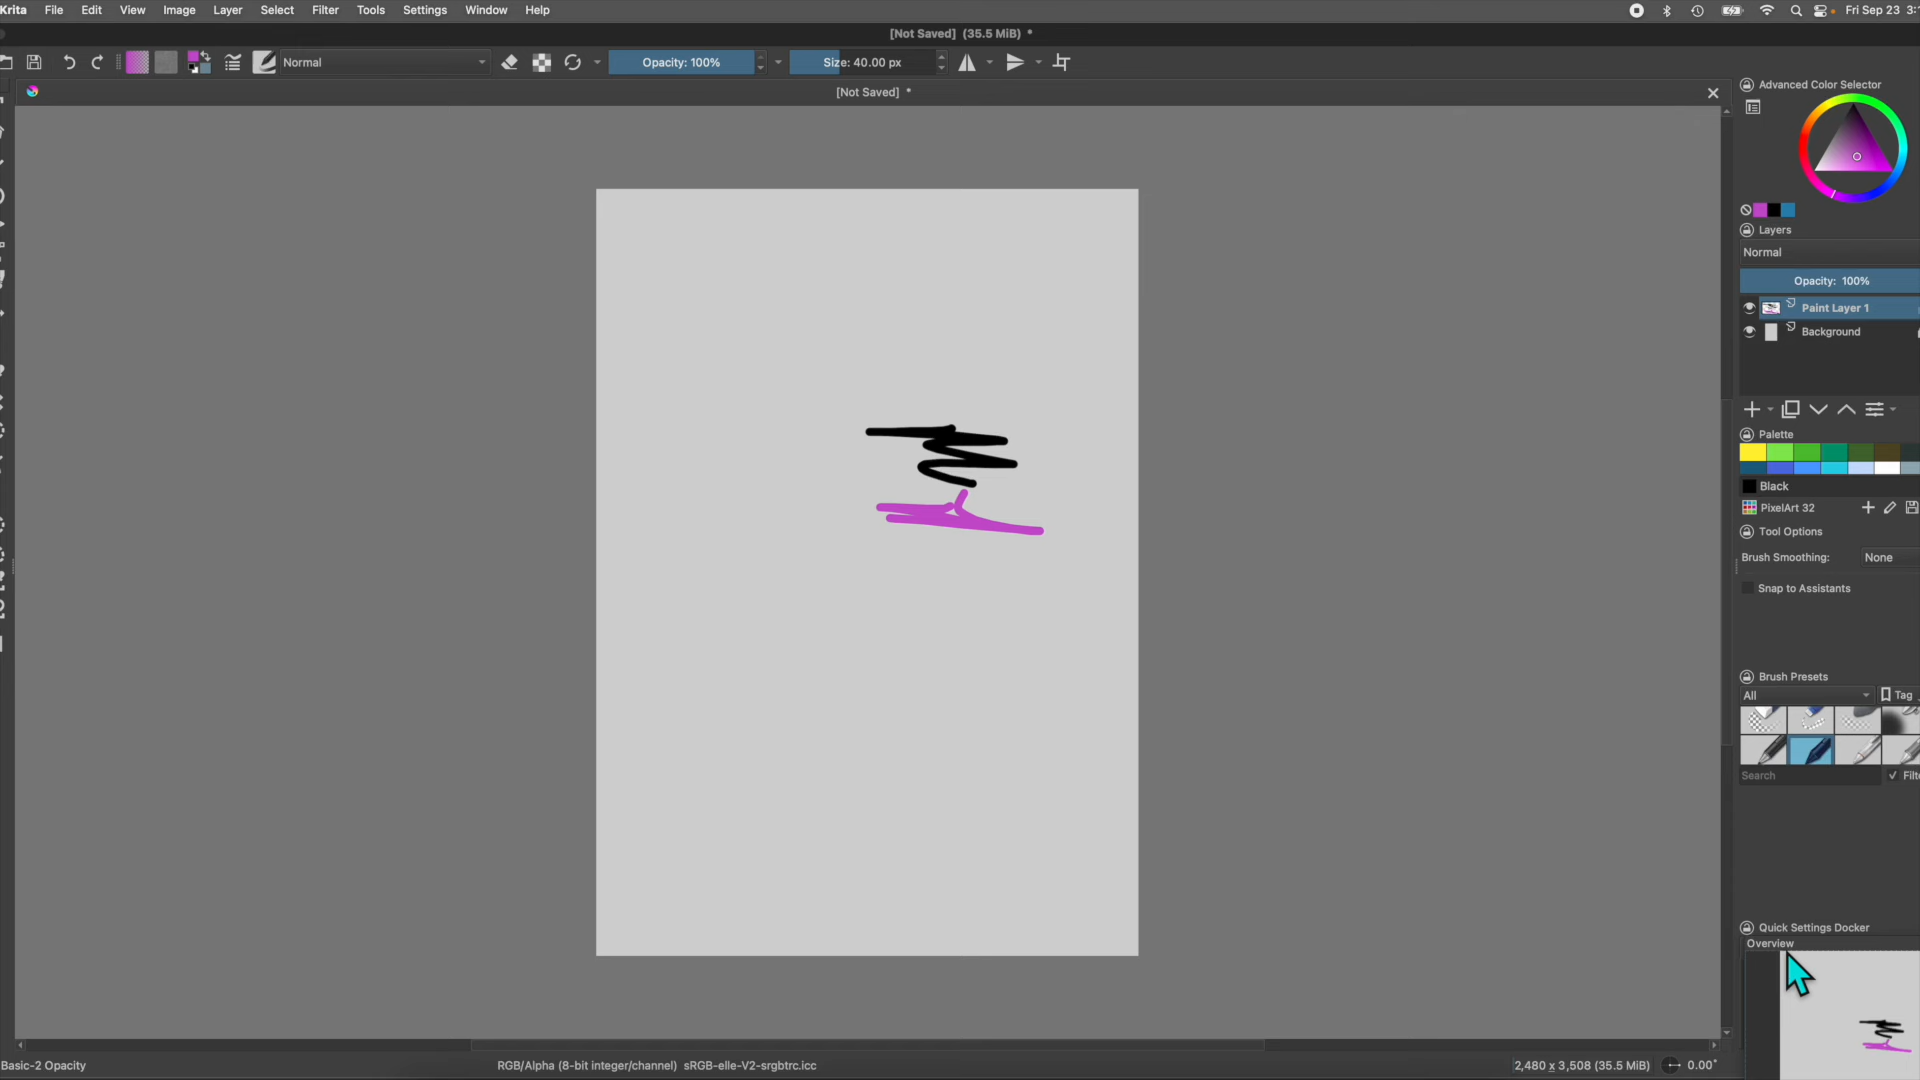 Krita File Edit View Image Layer Select Filter Tools Settings Window Help Fri Sep 23
[Not Saved] (35.5 MiB) *
Normal Opacity: 100% Size: 40.00 px
[Not Saved] *
Advanced Color Selector
Layers
Normal
Opacity: 100%
Paint Layer 1
Background
Palette
Black
PixelArt 32
Tool Options
Brush Smoothing: None
Snap to Assistants
Brush Presets
All Tag
Search
Quick Settings Docker
Overview
Basic-2 Opacity RGB/Alpha (8-bit integer/channel) sRGB-elle-V2-srgbtrc.icc 2,480 x 3,508 (35.5 MiB) 0.00°